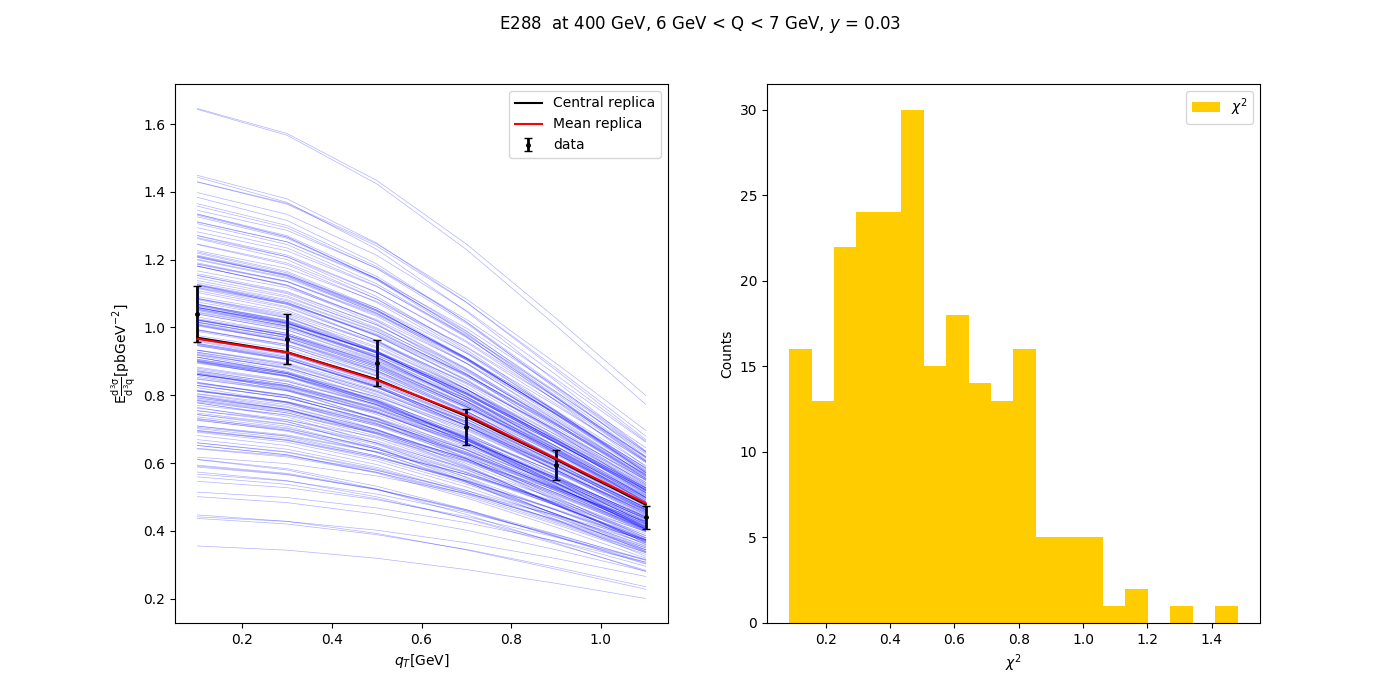 E288 at 400 GeV, 6 GeV < Q < 7 GeV, y = 0.03
Central replica
Mean replica
data
1.6
1.4
1.2
1.0
0.8
0.6
0.4
0.2
E d³σ/d³q [pbGeV⁻²]
0.2 0.4 0.6 0.8 1.0
q_T[GeV]
χ²
30
25
20
15
10
5
0
Counts
0.2 0.4 0.6 0.8 1.0 1.2 1.4
χ²